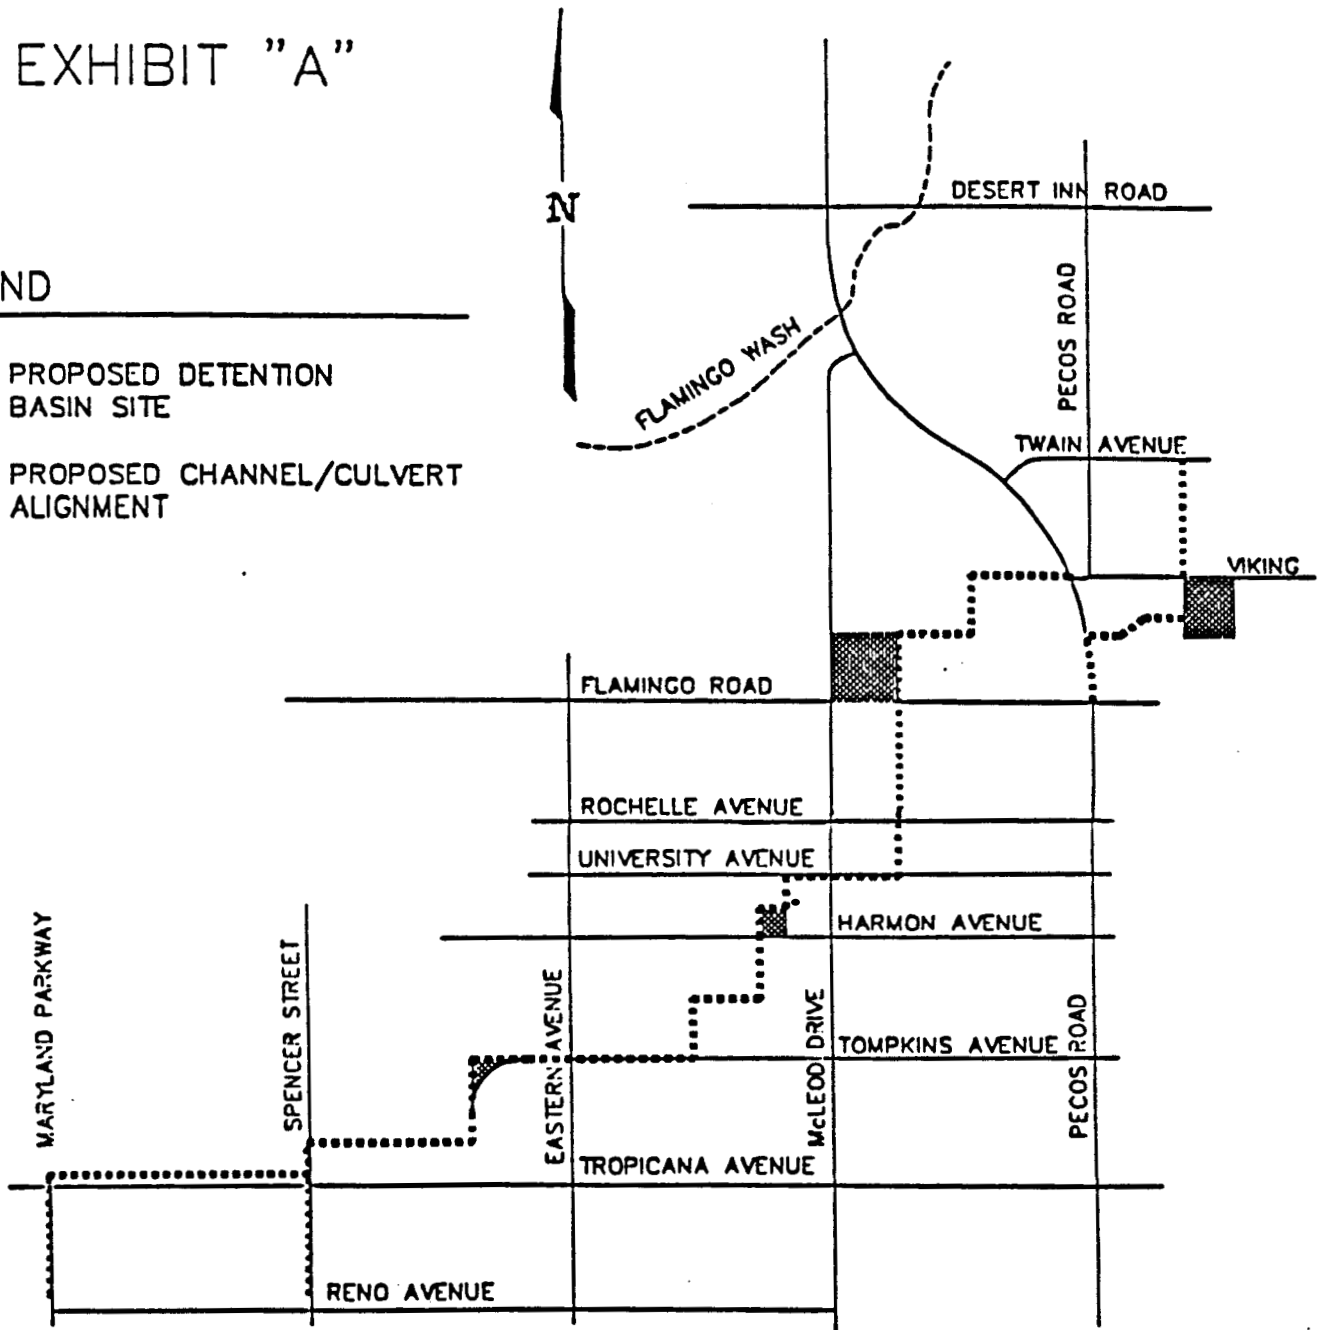 EXHIBIT "A"
N
DESERT INN ROAD
ND
PECOS ROAD
FLAMINGO WASH
PROPOSED DETENTION
BASIN SITE
TWAIN AVENUE
PROPOSED CHANNEL/CULVERT
ALIGNMENT
VIKING
FLAMINGO ROAD
ROCHELLE AVENUE
UNIVERSITY AVENUE
HARMON AVENUE
MARYLAND PARKWAY
SPENCER STREET
EASTERN AVENUE
McLEOD DRIVE
PECOS ROAD
TOMPKINS AVENUE
TROPICANA AVENUE
RENO AVENUE